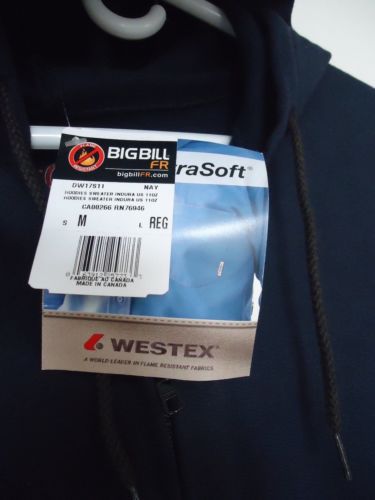 BIGBILL
FR
bigbillFR.com
raSoft®
DW17S11 NAY
HOODIES SWEATER INDURA US 11OZ
HOODIES SWEATER INDURA US 11OZ
CA00266 RN76946
S M L REG
FABRIQUÉ AU CANADA
MADE IN CANADA
WESTEX®
A WORLD LEADER IN FLAME RESISTANT FABRICS